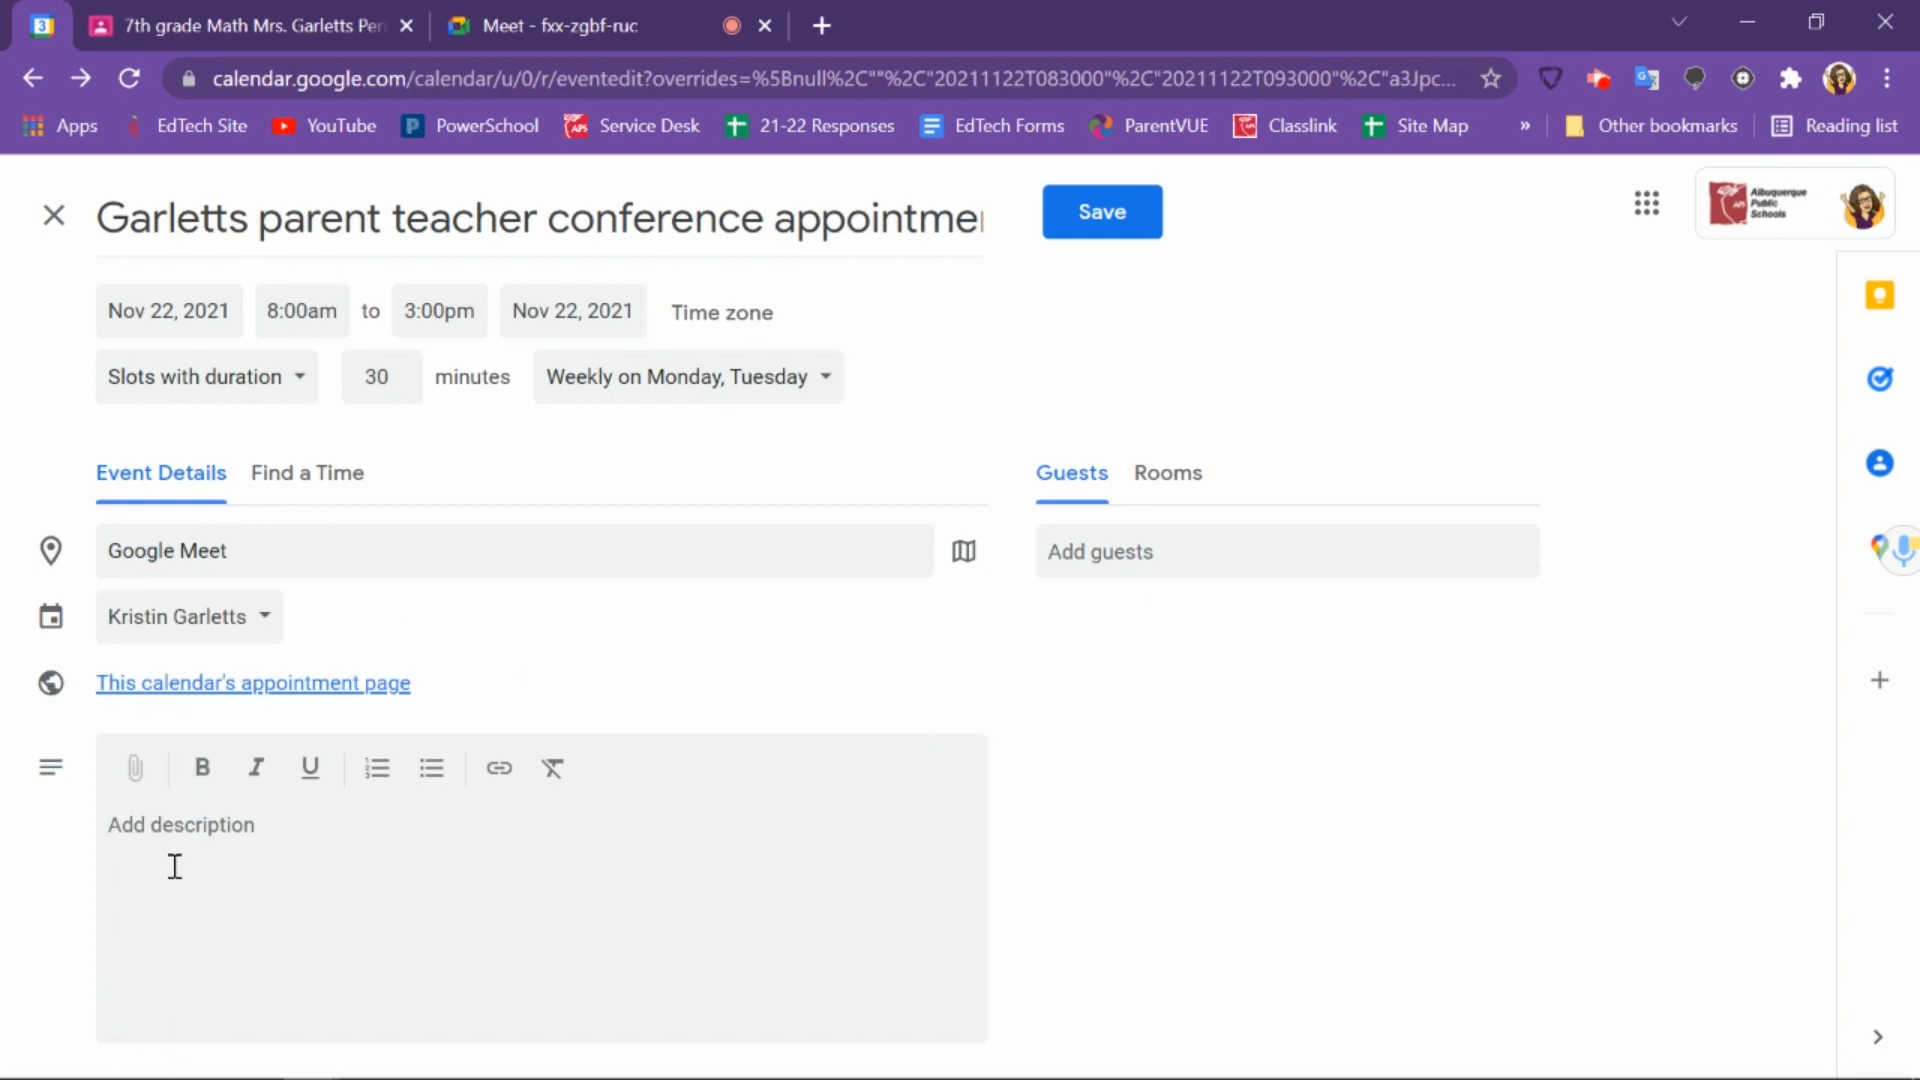 3
7th grade Math Mrs. Garletts Per
Meet - fxx-zgbf-ruc
calendar.google.com/calendar/u/0/r/eventedit?overrides=%5Bnull%2C""%2C"20211122T083000"%2C"20211122T093000"%2C"a3Jpc...
Apps
EdTech Site
YouTube
PowerSchool
Service Desk
21-22 Responses
EdTech Forms
ParentVUE
Classlink
Site Map
»
Other bookmarks
Reading list
Garletts parent teacher conference appointme
Save
Albuquerque
Public
Schools
Nov 22, 2021
8:00am
to
3:00pm
Nov 22, 2021
Time zone
Slots with duration
30
minutes
Weekly on Monday, Tuesday
Event Details
Find a Time
Guests
Rooms
Google Meet
Add guests
Kristin Garletts
This calendar's appointment page
B
I
U
Add description